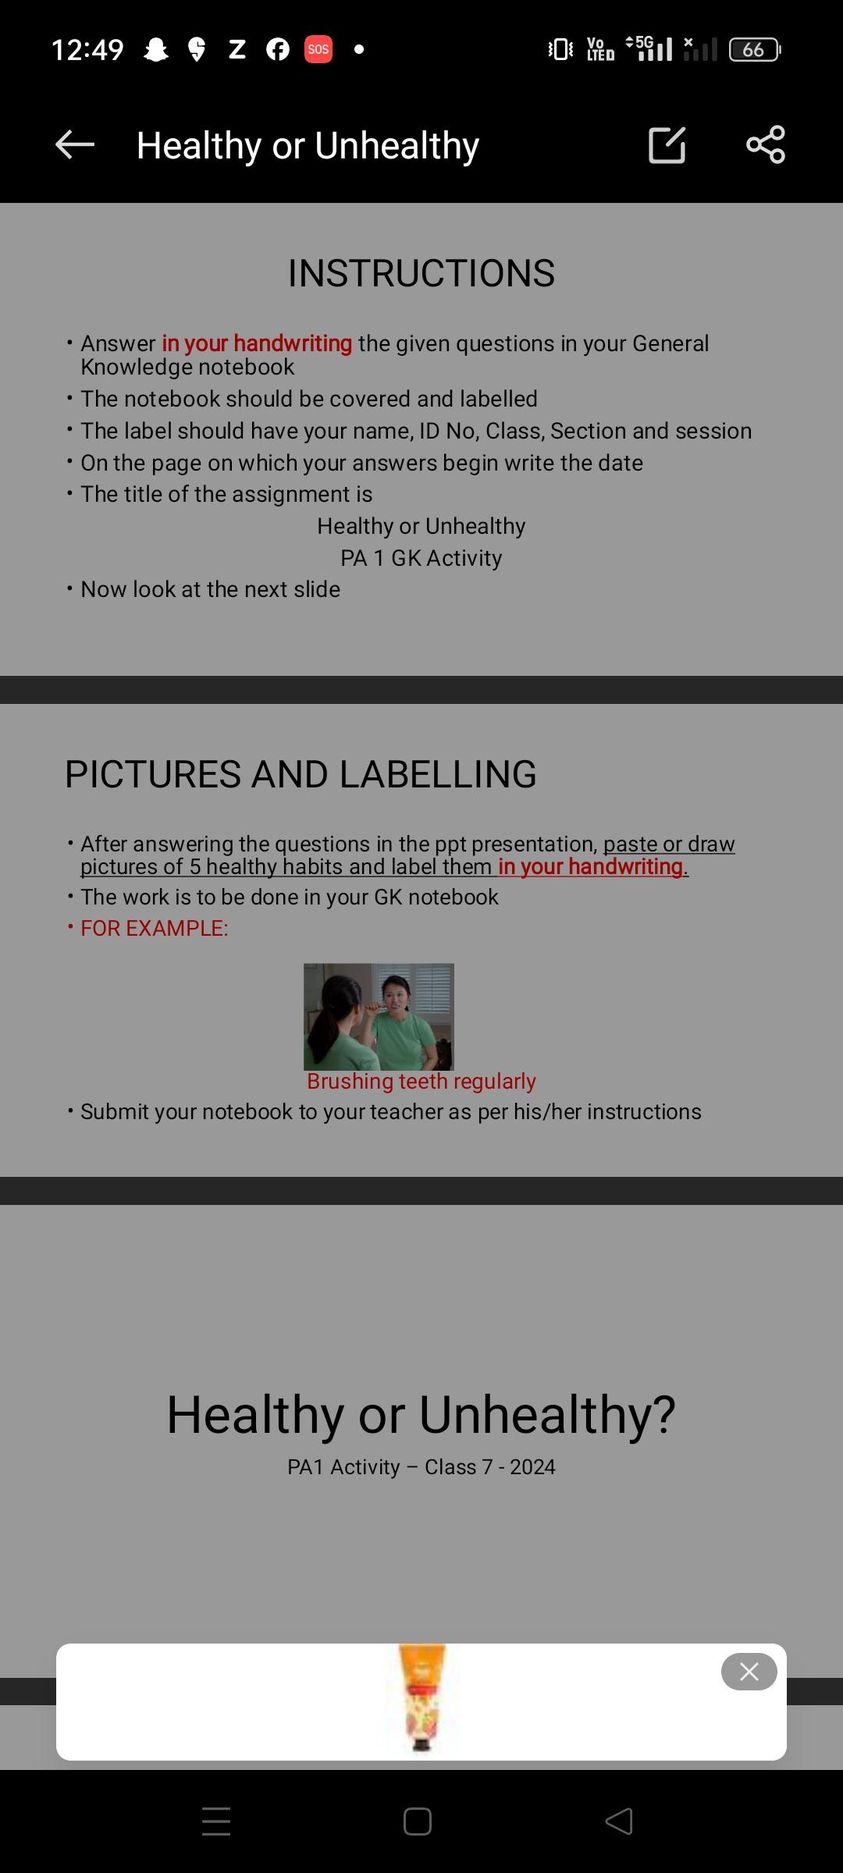 12:49
Z
SOS
Vo
LTED
5G
66
Healthy or Unhealthy
INSTRUCTIONS
• Answer in your handwriting the given questions in your General
Knowledge notebook
• The notebook should be covered and labelled
• The label should have your name, ID No, Class, Section and session
• On the page on which your answers begin write the date
• The title of the assignment is
Healthy or Unhealthy
PA 1 GK Activity
• Now look at the next slide
PICTURES AND LABELLING
• After answering the questions in the ppt presentation, paste or draw
pictures of 5 healthy habits and label them in your handwriting.
• The work is to be done in your GK notebook
• FOR EXAMPLE:
Brushing teeth regularly
• Submit your notebook to your teacher as per his/her instructions
Healthy or Unhealthy?
PA1 Activity – Class 7 - 2024